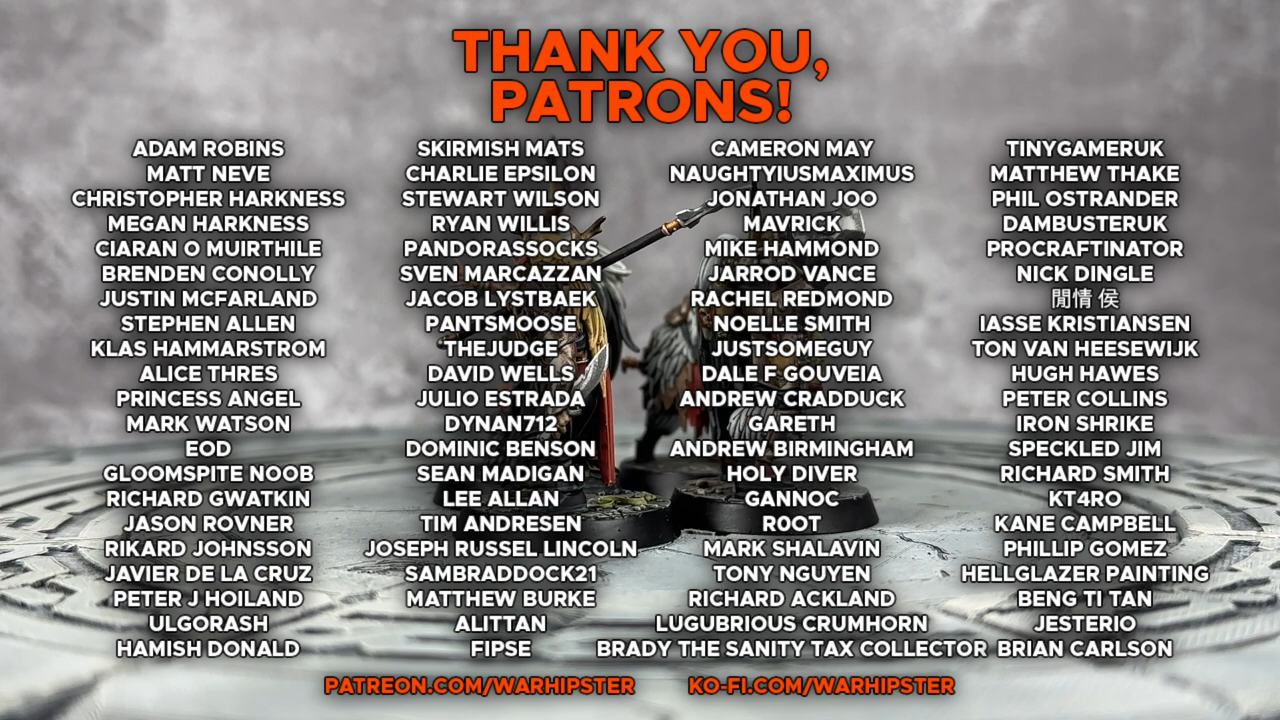 THANK YOU,
PATRONS!
ADAM ROBINS
MATT NEVE
CHRISTOPHER HARKNESS
MEGAN HARKNESS
CIARAN O MUIRTHILE
BRENDEN CONOLLY
JUSTIN MCFARLAND
STEPHEN ALLEN
KLAS HAMMARSTROM
ALICE THRES
PRINCESS ANGEL
MARK WATSON
EOD
GLOOMSPITE NOOB
RICHARD GWATKIN
JASON ROVNER
RIKARD JOHNSSON
JAVIER DE LA CRUZ
PETER J HOILAND
ULGORASH
HAMISH DONALD
SKIRMISH MATS
CHARLIE EPSILON
STEWART WILSON
RYAN WILLIS
PANDORASSOCKS
SVEN MARCAZZAN
JACOB LYSTBAEK
PANTSMOOSE
THEJUDGE
DAVID WELLS
JULIO ESTRADA
DYNAN712
DOMINIC BENSON
SEAN MADIGAN
LEE ALLAN
TIM ANDRESEN
JOSEPH RUSSEL LINCOLN
SAMBRADDOCK21
MATTHEW BURKE
ALITTAN
FIPSE
CAMERON MAY
NAUGHTYIUSMAXIMUS
JONATHAN JOO
MAVRICK
MIKE HAMMOND
JARROD VANCE
RACHEL REDMOND
NOELLE SMITH
JUSTSOMEGUY
DALE F GOUVEIA
ANDREW CRADDUCK
GARETH
ANDREW BIRMINGHAM
HOLY DIVER
GANNOC
R0OT
MARK SHALAVIN
TONY NGUYEN
RICHARD ACKLAND
LUGUBRIOUS CRUMHORN
BRADY THE SANITY TAX COLLECTOR
TINYGAMERUK
MATTHEW THAKE
PHIL OSTRANDER
DAMBUSTERUK
PROCRAFTINATOR
NICK DINGLE
閒情 侯
IASSE KRISTIANSEN
TON VAN HEESEWIJK
HUGH HAWES
PETER COLLINS
IRON SHRIKE
SPECKLED JIM
RICHARD SMITH
KT4RO
KANE CAMPBELL
PHILLIP GOMEZ
HELLGLAZER PAINTING
BENG TI TAN
JESTERIO
BRIAN CARLSON
PATREON.COM/WARHIPSTER
KO-FI.COM/WARHIPSTER